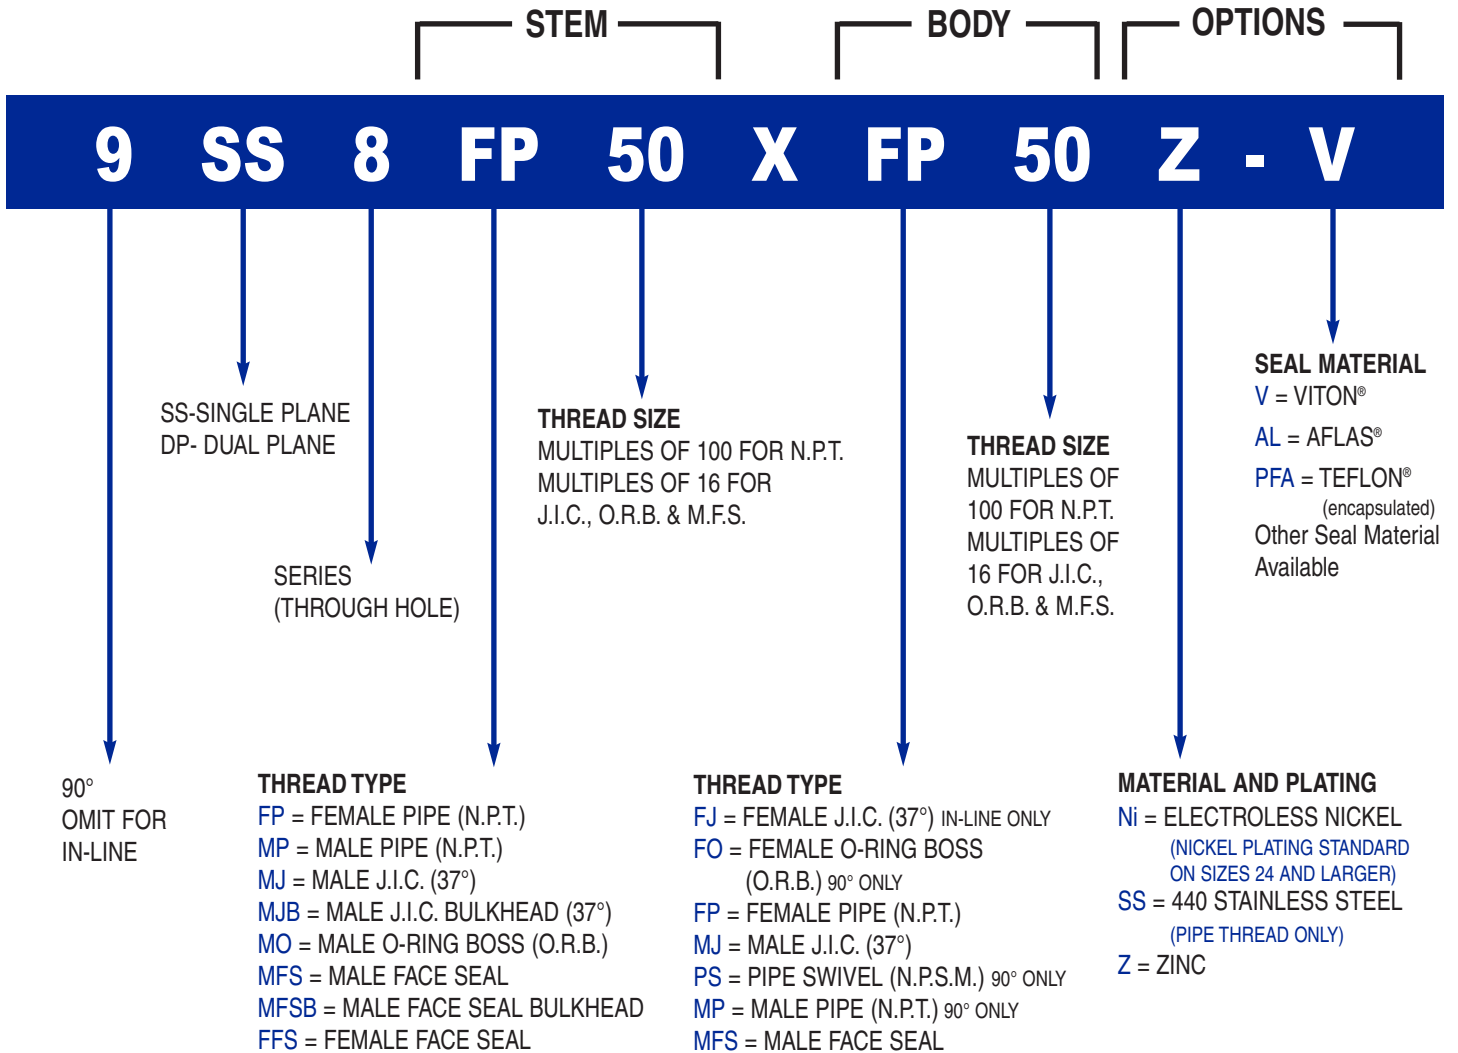 STEM BODY OPTIONS
9 SS 8 FP 50 X FP 50 Z - V
SS-SINGLE PLANE
DP- DUAL PLANE
SERIES
(THROUGH HOLE)
THREAD SIZE
MULTIPLES OF 100 FOR N.P.T.
MULTIPLES OF 16 FOR
J.I.C., O.R.B. & M.F.S.
THREAD SIZE
MULTIPLES OF
100 FOR N.P.T.
MULTIPLES OF
16 FOR J.I.C.,
O.R.B. & M.F.S.
SEAL MATERIAL
V = VITON®
AL = AFLAS®
PFA = TEFLON®
(encapsulated)
Other Seal Material
Available
90°
OMIT FOR
IN-LINE
THREAD TYPE
FP = FEMALE PIPE (N.P.T.)
MP = MALE PIPE (N.P.T.)
MJ = MALE J.I.C. (37°)
MJB = MALE J.I.C. BULKHEAD (37°)
MO = MALE O-RING BOSS (O.R.B.)
MFS = MALE FACE SEAL
MFSB = MALE FACE SEAL BULKHEAD
FFS = FEMALE FACE SEAL
THREAD TYPE
FJ = FEMALE J.I.C. (37°) IN-LINE ONLY
FO = FEMALE O-RING BOSS
(O.R.B.) 90° ONLY
FP = FEMALE PIPE (N.P.T.)
MJ = MALE J.I.C. (37°)
PS = PIPE SWIVEL (N.P.S.M.) 90° ONLY
MP = MALE PIPE (N.P.T.) 90° ONLY
MFS = MALE FACE SEAL
MATERIAL AND PLATING
Ni = ELECTROLESS NICKEL
(NICKEL PLATING STANDARD
ON SIZES 24 AND LARGER)
SS = 440 STAINLESS STEEL
(PIPE THREAD ONLY)
Z = ZINC